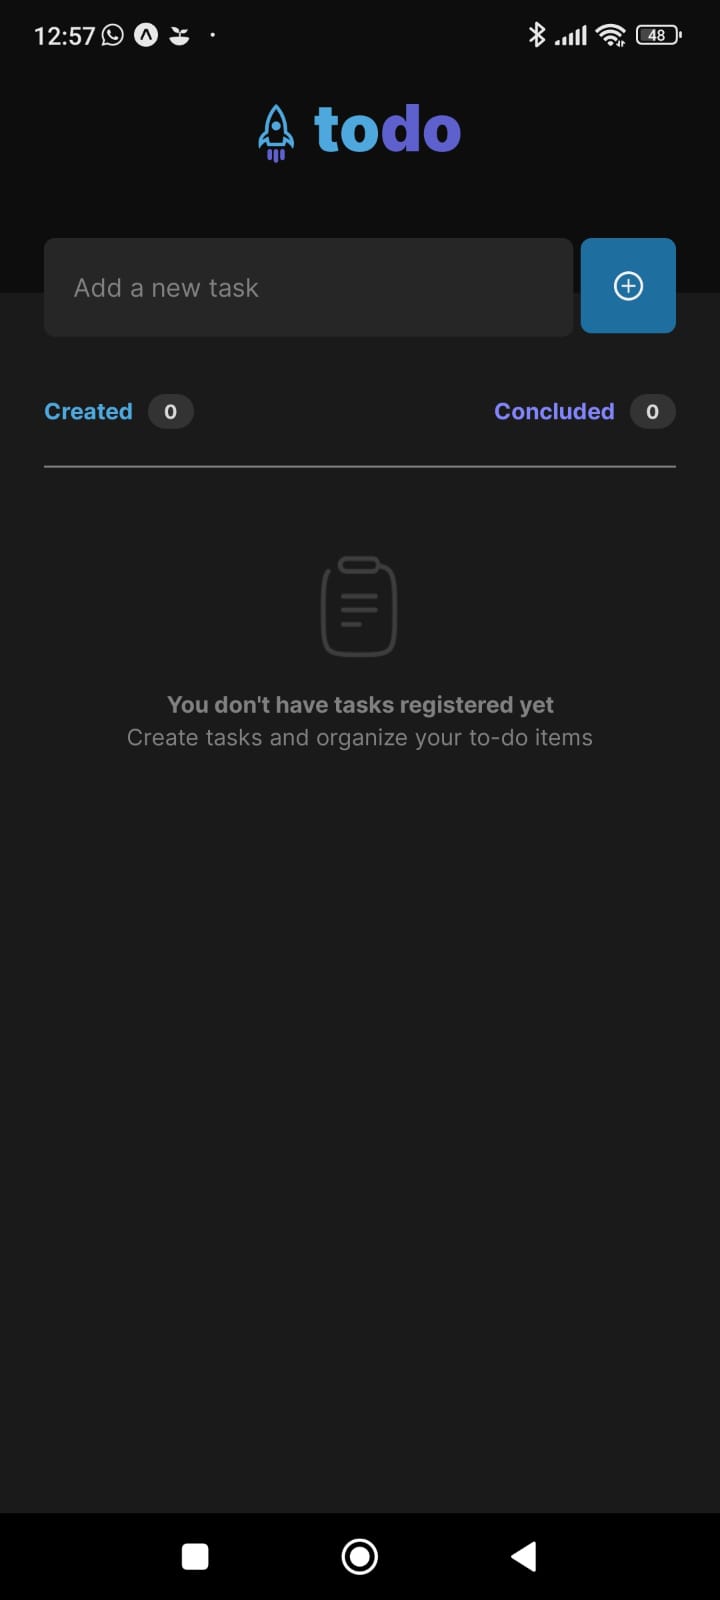 12:57 48
todo
Add a new task
Created 0 Concluded 0
You don't have tasks registered yet
Create tasks and organize your to-do items